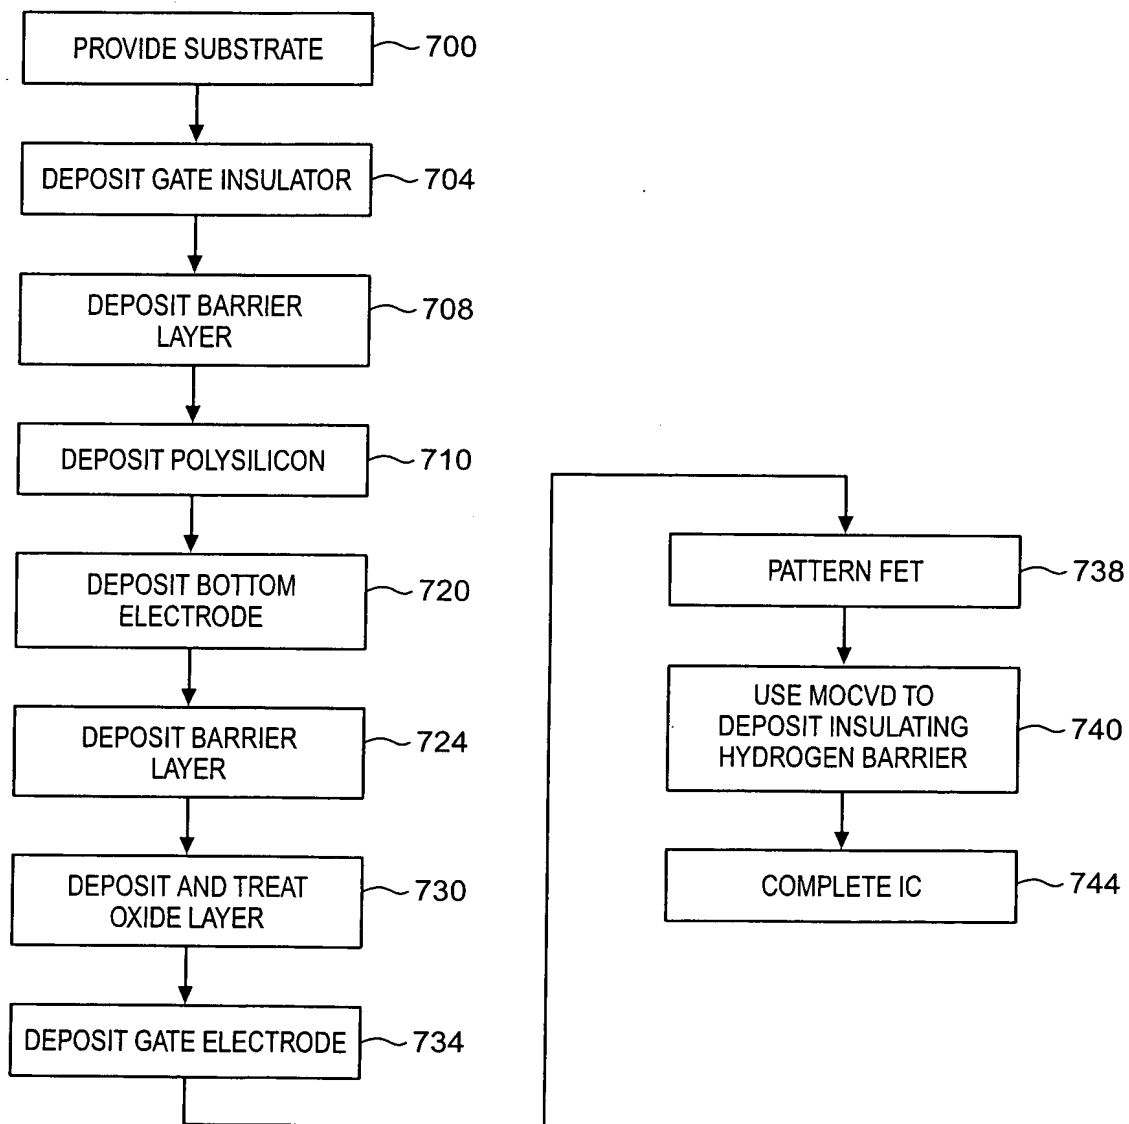 PROVIDE SUBSTRATE 700
DEPOSIT GATE INSULATOR 704
DEPOSIT BARRIER 708
LAYER
DEPOSIT POLYSILICON 710
DEPOSIT BOTTOM 720
ELECTRODE
DEPOSIT BARRIER 724
LAYER
DEPOSIT AND TREAT 730
OXIDE LAYER
DEPOSIT GATE ELECTRODE 734
PATTERN FET 738
USE MOCVD TO
DEPOSIT INSULATING 740
HYDROGEN BARRIER
COMPLETE IC 744